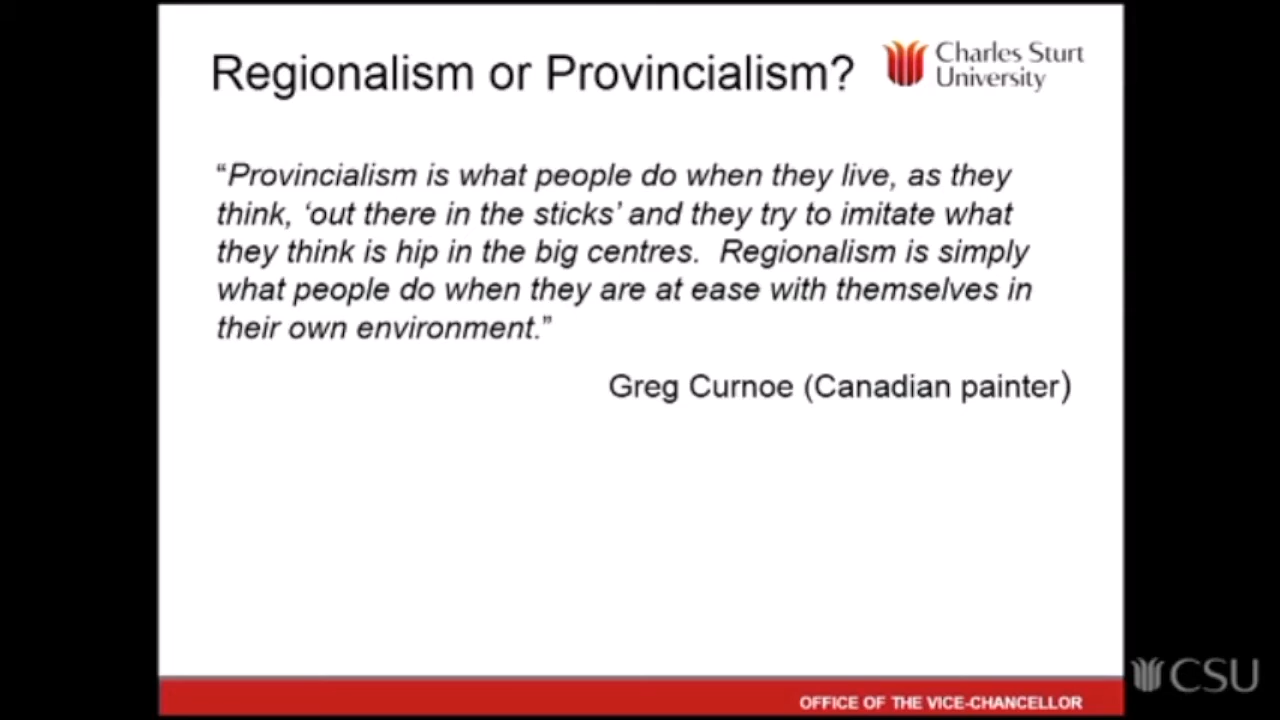 Regionalism or Provincialism?
Charles Sturt
University
“Provincialism is what people do when they live, as they
think, ‘out there in the sticks’ and they try to imitate what
they think is hip in the big centres.  Regionalism is simply
what people do when they are at ease with themselves in
their own environment.”
Greg Curnoe (Canadian painter)
OFFICE OF THE VICE-CHANCELLOR
CSU